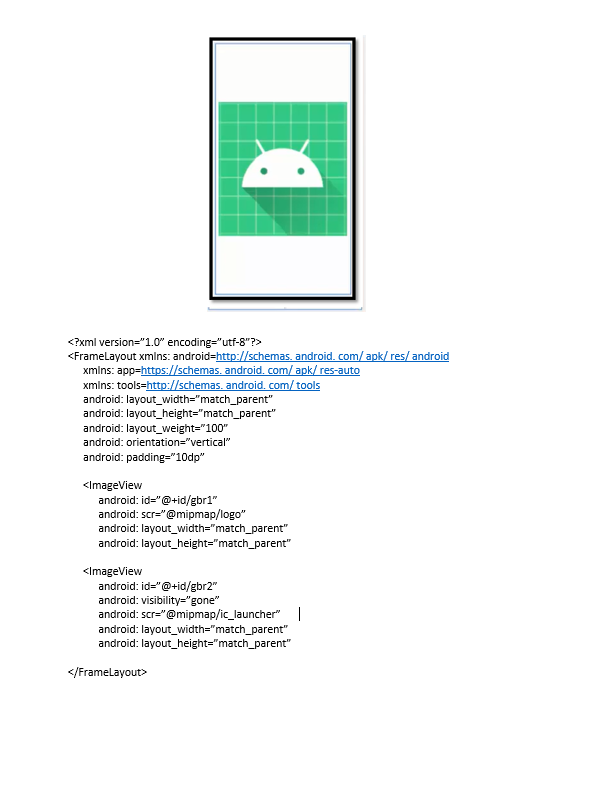 <?xml version=”1.0” encoding=”utf-8”?>
<FrameLayout xmlns: android=http://schemas. android. com/ apk/ res/ android
xmlns: app=https://schemas. android. com/ apk/ res-auto
xmlns: tools=http://schemas. android. com/ tools
android: layout_width=”match_parent”
android: layout_height=”match_parent”
android: layout_weight=”100”
android: orientation=”vertical”
android: padding=”10dp”
<ImageView
android: id=”@+id/gbr1”
android: scr=”@mipmap/logo”
android: layout_width=”match_parent”
android: layout_height=”match_parent”
<ImageView
android: id=”@+id/gbr2”
android: visibility=”gone”
android: scr=”@mipmap/ic_launcher”
android: layout_width=”match_parent”
android: layout_height=”match_parent”
</FrameLayout>